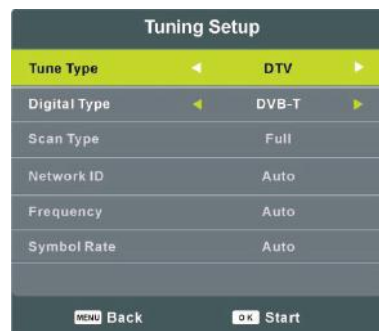 Tuning Setup
Tune Type DTV
Digital Type DVB-T
Scan Type Full
Network ID Auto
Frequency Auto
Symbol Rate Auto
MENU Back OK Start